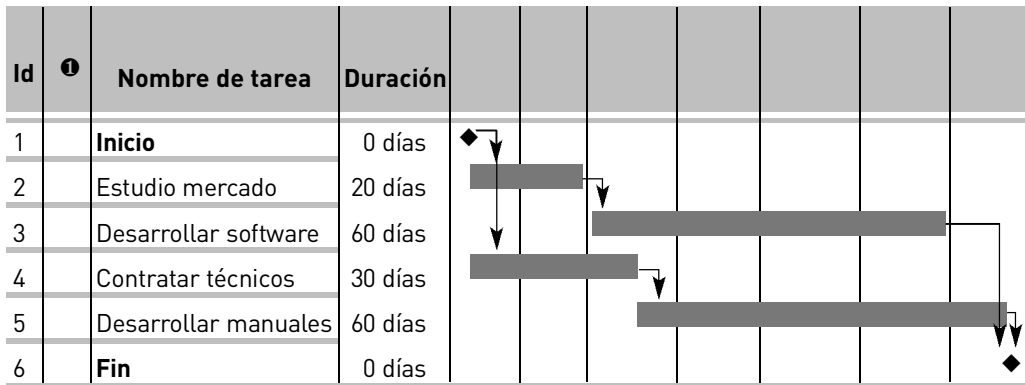 Id ❶ Nombre de tarea Duración
1 Inicio 0 días
2 Estudio mercado 20 días
3 Desarrollar software 60 días
4 Contratar técnicos 30 días
5 Desarrollar manuales 60 días
6 Fin 0 días